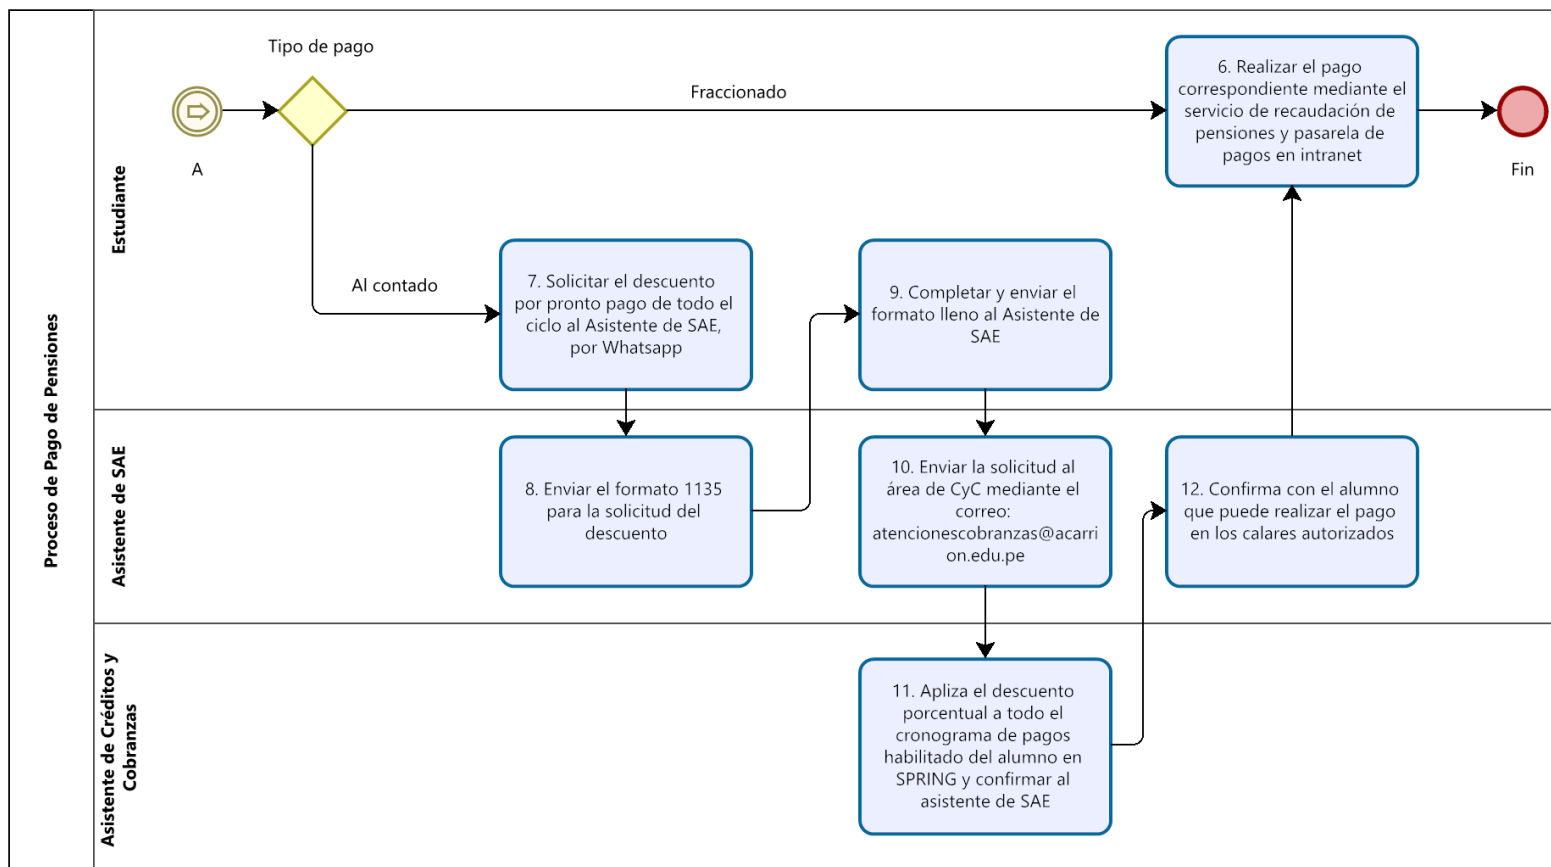 Proceso de Pago de Pensiones
Estudiante
Tipo de pago
A
Fraccionado
6. Realizar el pago
correspondiente mediante el
servicio de recaudación de
pensiones y pasarela de
pagos en intranet
Fin
Al contado
7. Solicitar el descuento
por pronto pago de todo el
ciclo al Asistente de SAE,
por Whatsapp
9. Completar y enviar el
formato lleno al Asistente de
SAE
Asistente de SAE
8. Enviar el formato 1135
para la solicitud del
descuento
10. Enviar la solicitud al
área de CyC mediante el
correo:
atencionescobranzas@acarri
on.edu.pe
12. Confirma con el alumno
que puede realizar el pago
en los calares autorizados
Asistente de Créditos y
Cobranzas
11. Apliza el descuento
porcentual a todo el
cronograma de pagos
habilitado del alumno en
SPRING y confirmar al
asistente de SAE